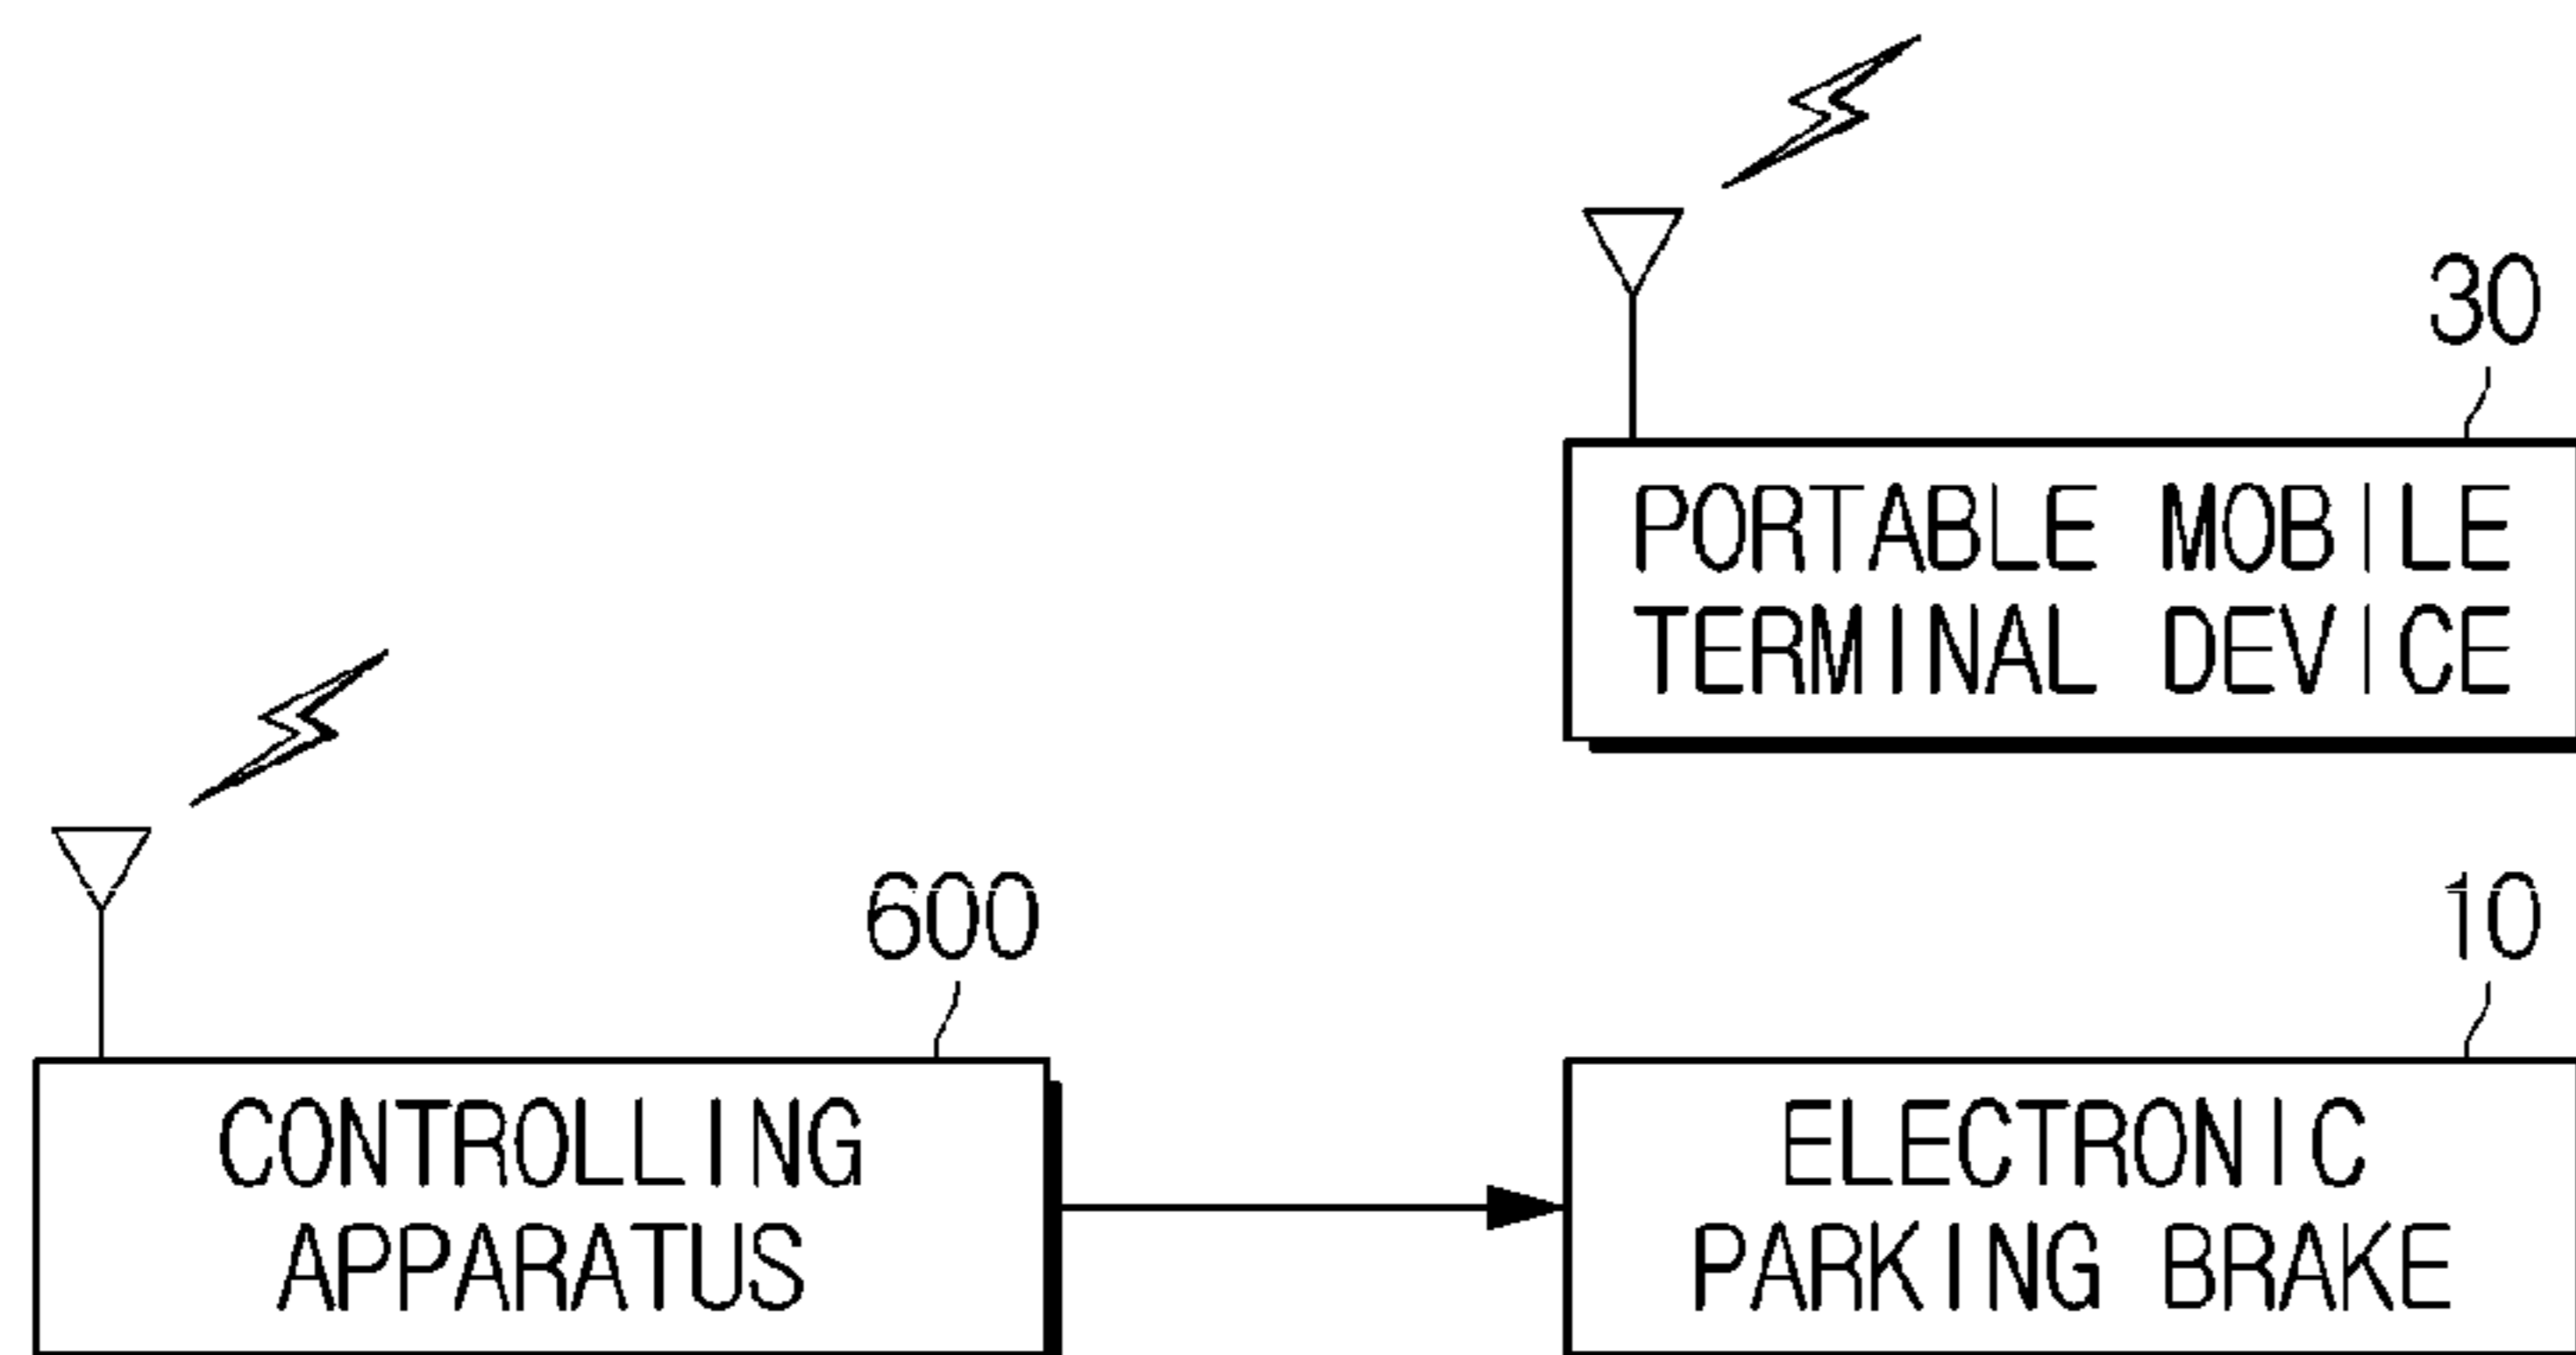 30
PORTABLE MOBILE
TERMINAL DEVICE
600
CONTROLLING
APPARATUS
10
ELECTRONIC
PARKING BRAKE